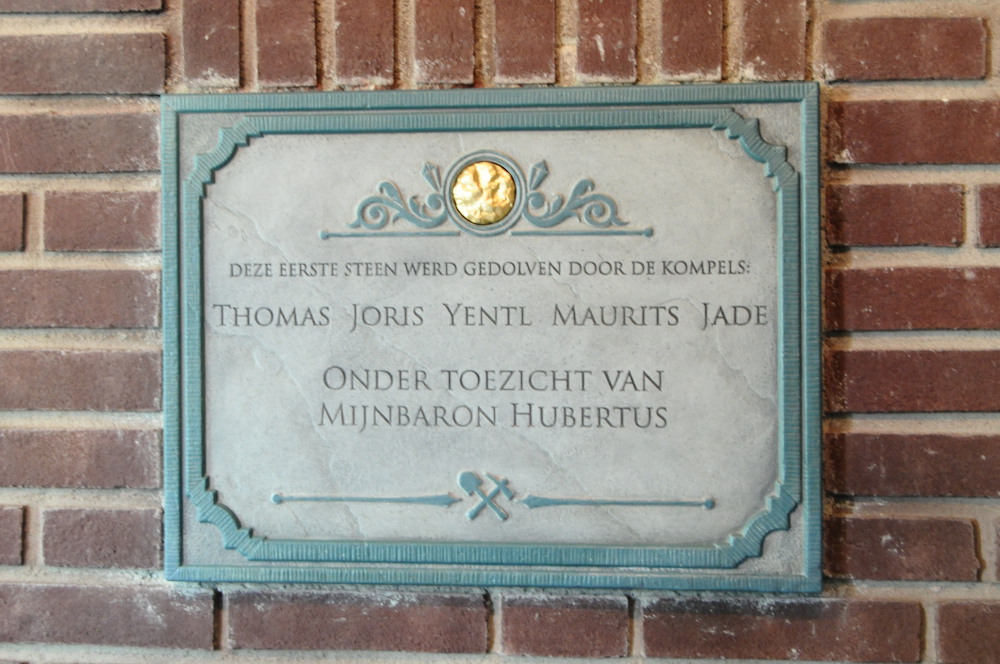 DEZE EERSTE STEEN WERD GEDOLVEN DOOR DE KOMPELS:
THOMAS JORIS YENTL MAURITS JADE
ONDER TOEZICHT VAN
MIJNBARON HUBERTUS